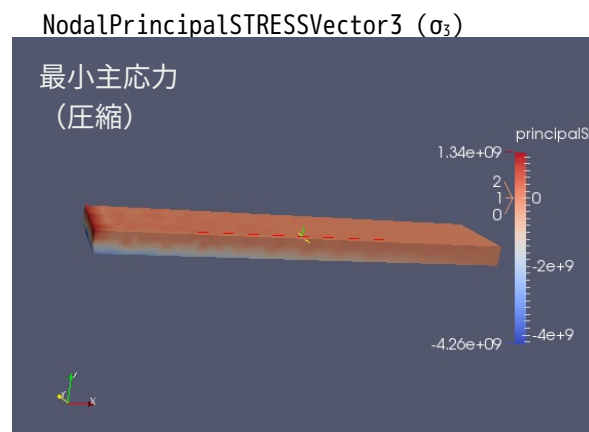 NodalPrincipalSTRESSVector3 (σ₃)
最小主応力
（圧縮）
principalS
1.34e+09
2
1
0
0
-2e+9
-4e+9
-4.26e+09
Y
X